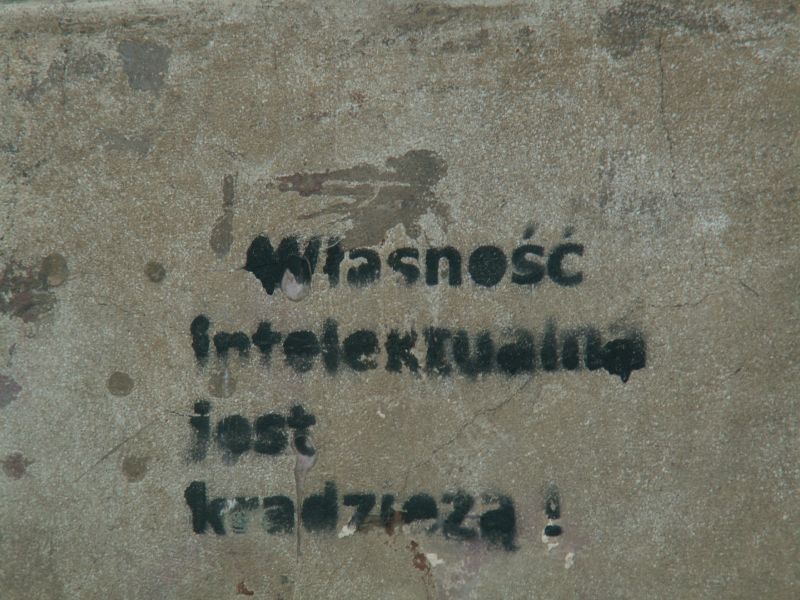 Własność
intelektualna
jest
kradzieżą !